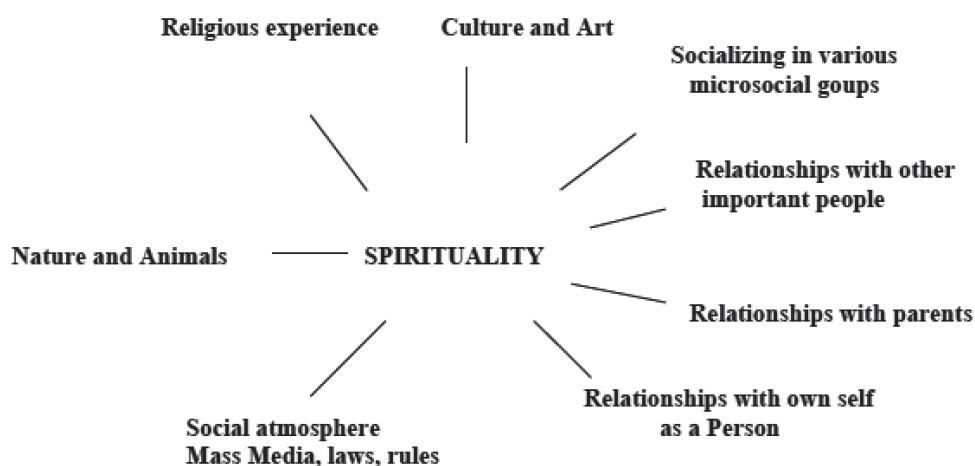 Religious experience
Culture and Art
Socializing in various
microsocial goups
Relationships with other
important people
Nature and Animals
SPIRITUALITY
Relationships with parents
Relationships with own self
as a Person
Social atmosphere
Mass Media, laws, rules